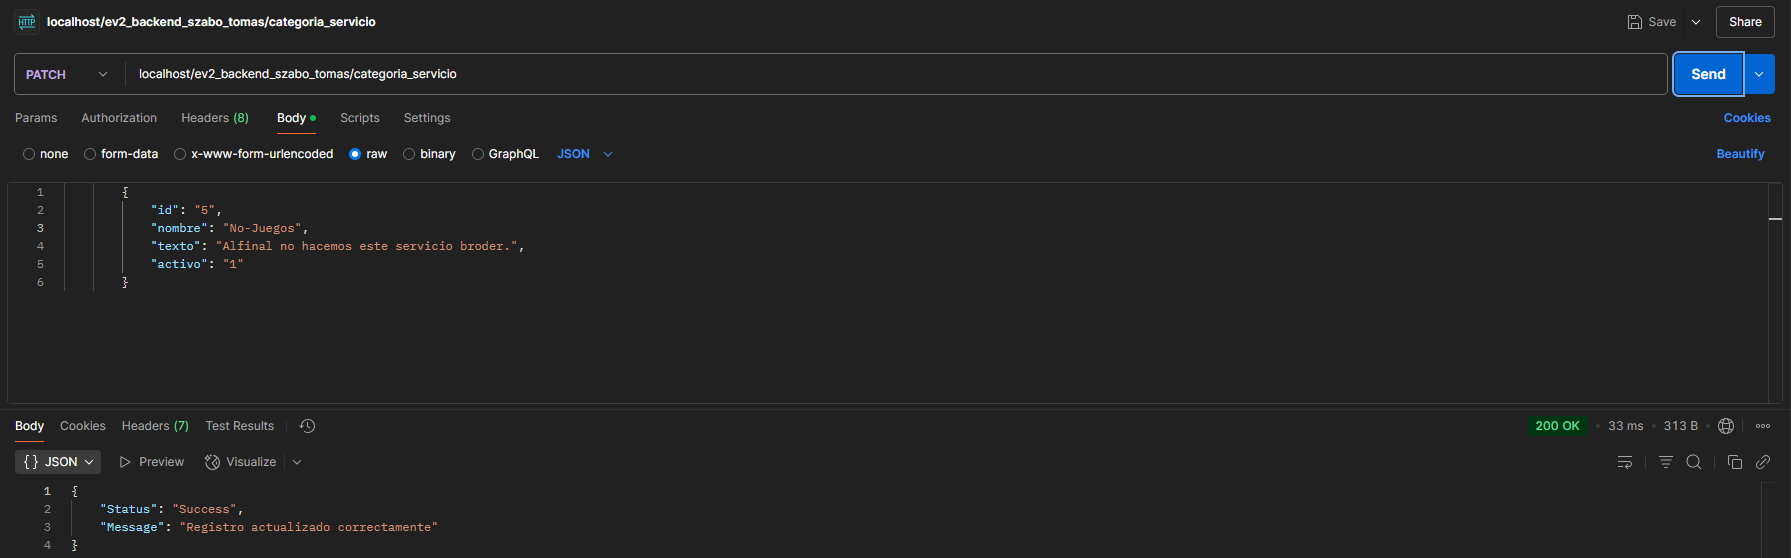 HTTP localhost/ev2_backend_szabo_tomas/categoria_servicio Save Share
PATCH localhost/ev2_backend_szabo_tomas/categoria_servicio Send
Params Authorization Headers (8) Body Scripts Settings Cookies
none form-data x-www-form-urlencoded raw binary GraphQL JSON Beautify
1 {
2 "id": "5",
3 "nombre": "No-Juegos",
4 "texto": "Alfinal no hacemos este servicio broder.",
5 "activo": "1"
6 }
Body Cookies Headers (7) Test Results 200 OK • 33 ms • 313 B
{} JSON Preview Visualize
1 {
2 "Status": "Success",
3 "Message": "Registro actualizado correctamente"
4 }